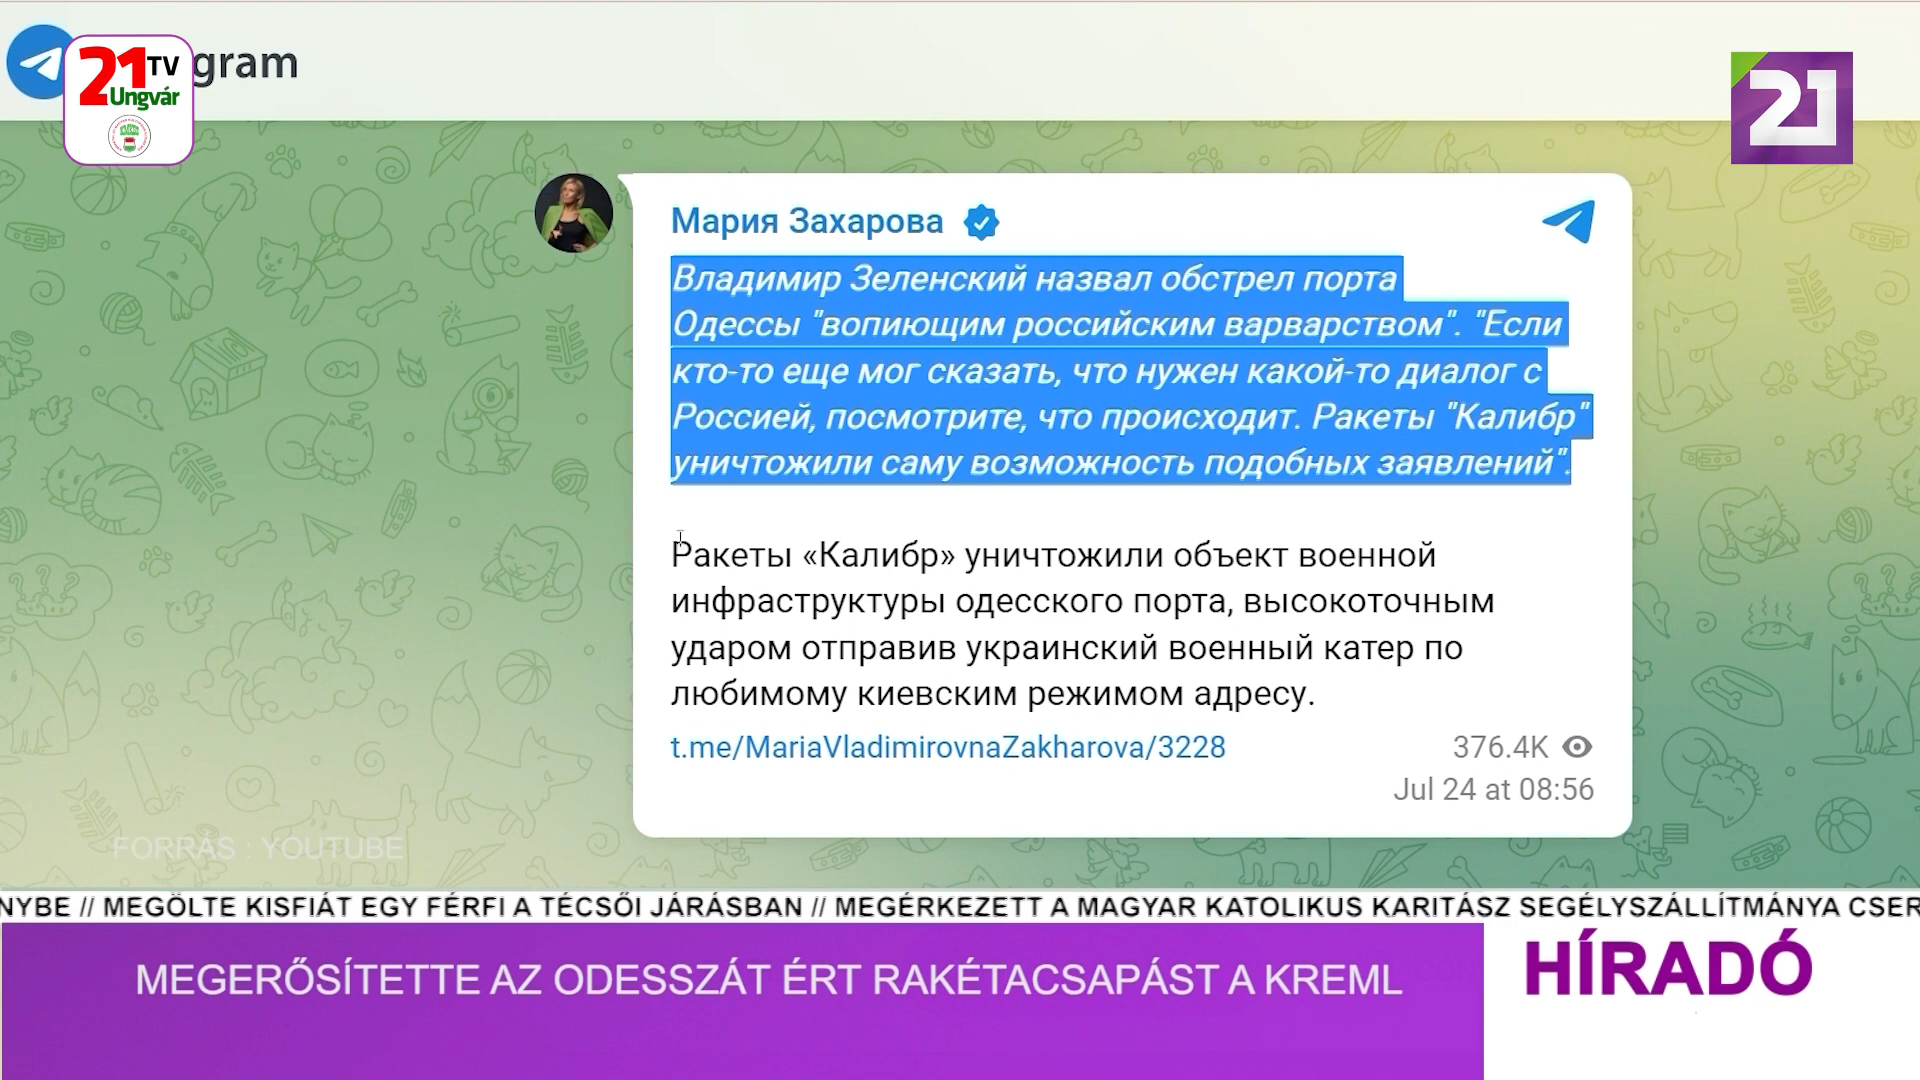 gram
21 TV
Ungvár
21
Мария Захарова
Владимир Зеленский назвал обстрел порта
Одессы "вопиющим российским варварством". "Если
кто-то еще мог сказать, что нужен какой-то диалог с
Россией, посмотрите, что происходит. Ракеты "Калибр"
уничтожили саму возможность подобных заявлений".
Ракеты «Калибр» уничтожили объект военной
инфраструктуры одесского порта, высокоточным
ударом отправив украинский военный катер по
любимому киевским режимом адресу.
t.me/MariaVladimirovnaZakharova/3228
376.4K
Jul 24 at 08:56
FORRÁS : YOUTUBE
NYBE // MEGÖLTE KISFIÁT EGY FÉRFI A TÉCSŐI JÁRÁSBAN // MEGÉRKEZETT A MAGYAR KATOLIKUS KARITÁSZ SEGÉLYSZÁLLÍTMÁNYA CSER
MEGERŐSÍTETTE AZ ODESSZÁT ÉRT RAKÉTACSAPÁST A KREML
HÍRADÓ